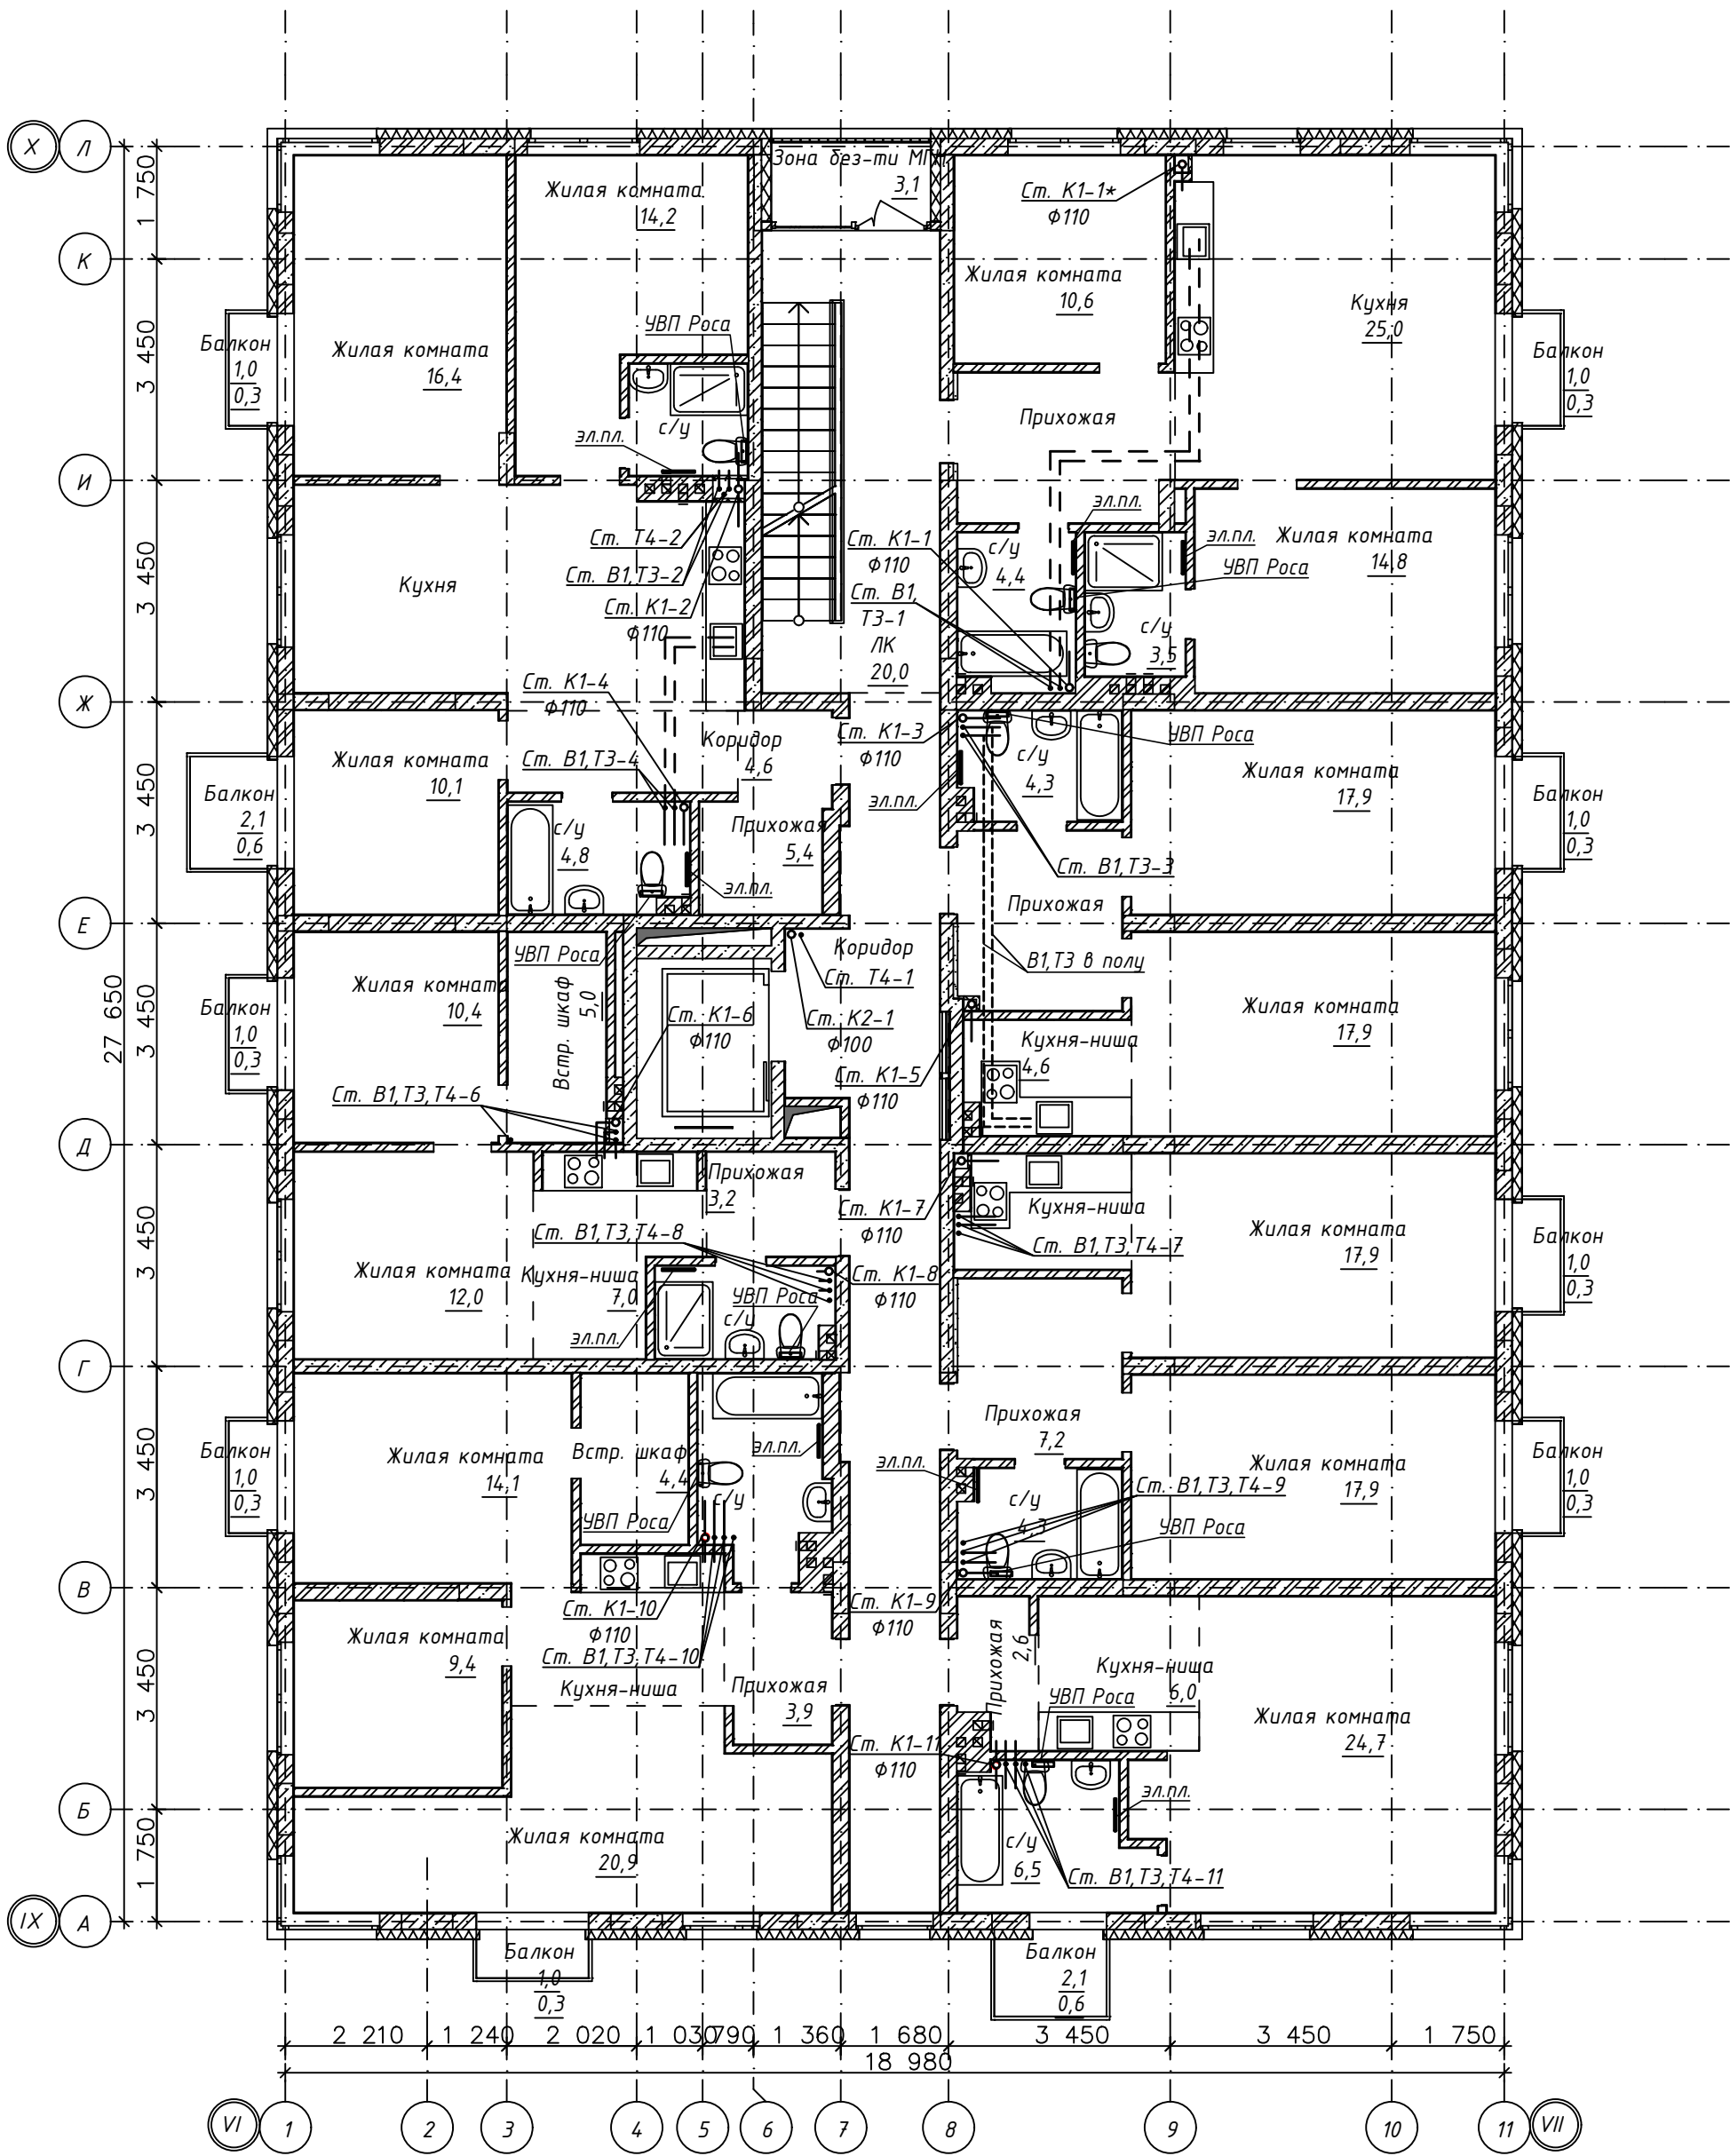 Х
Л
К
И
Ж
Е
Д
Г
В
Б
IX
А
1 750
3 450
3 450
3 450
3 450
3 450
3 450
3 450
1 750
27 650
Зона без-ти МГН
3,1
Жилая комната
14,2
Ст. К1-1*
Ф110
Жилая комната
10,6
Кухня
25,0
Балкон
1,0
0,3
Жилая комната
16,4
УВП Роса
Балкон
1,0
0,3
с/у
эл.пл.
Прихожая
Ст. Т4-2
Ст. В1,Т3-2
Ст. К1-2
Ф110
Кухня
Ст. К1-1
Ф110
Ст. В1,
Т3-1
ЛК
20,0
с/у
4,4
эл.пл.
эл.пл.
Жилая комната
14,8
УВП Роса
с/у
3,5
Ст. К1-4
Ф110
Коридор
4,6
Ст. В1,Т3-4
Жилая комната
10,1
Балкон
2,1
0,6
Прихожая
5,4
с/у
4,8
эл.пл.
Ст. К1-3
Ф110
УВП Роса
с/у
4,3
эл.пл.
Жилая комната
17,9
Балкон
1,0
0,3
Ст. В1,Т3-3
Прихожая
В1,Т3 в полу
УВП Роса
Коридор
Ст. Т4-1
Ст. К2-1
Ф100
Ст. К1-6
Ф110
Встр. шкаф
5,0
Жилая комната
10,4
Балкон
1,0
0,3
Ст. В1,Т3,Т4-6
Жилая комната
17,9
Кухня-ниша
4,6
Ст. К1-5
Ф110
Прихожая
3,2
Ст. В1,Т3,Т4-8
Жилая комната
12,0
Кухня-ниша
7,0
УВП Роса
с/у
эл.пл.
Ст. К1-7
Ф110
Ст. К1-8
Ф110
Кухня-ниша
Ст. В1,Т3,Т4-7
Жилая комната
17,9
Балкон
1,0
0,3
Балкон
1,0
0,3
Жилая комната
14,1
Встр. шкаф
4,4
эл.пл.
с/у
УВП Роса
Прихожая
7,2
эл.пл.
с/у
4,3
Ст. В1,Т3,Т4-9
УВП Роса
Жилая комната
17,9
Балкон
1,0
0,3
Ст. К1-10
Ф110
Ст. В1,Т3,Т4-10
Жилая комната
9,4
Кухня-ниша
Прихожая
3,9
Ст. К1-9
Ф110
Прихожая
2,6
Кухня-ниша
6,0
УВП Роса
Жилая комната
24,7
Ст. К1-11
Ф110
эл.пл.
с/у
6,5
Ст. В1,Т3,Т4-11
Жилая комната
20,9
Балкон
1,0
0,3
Балкон
2,1
0,6
2 210
1 240
2 020
1 030
790
1 360
1 680
3 450
3 450
1 750
18 980
VI
1
2
3
4
5
6
7
8
9
10
11
VII